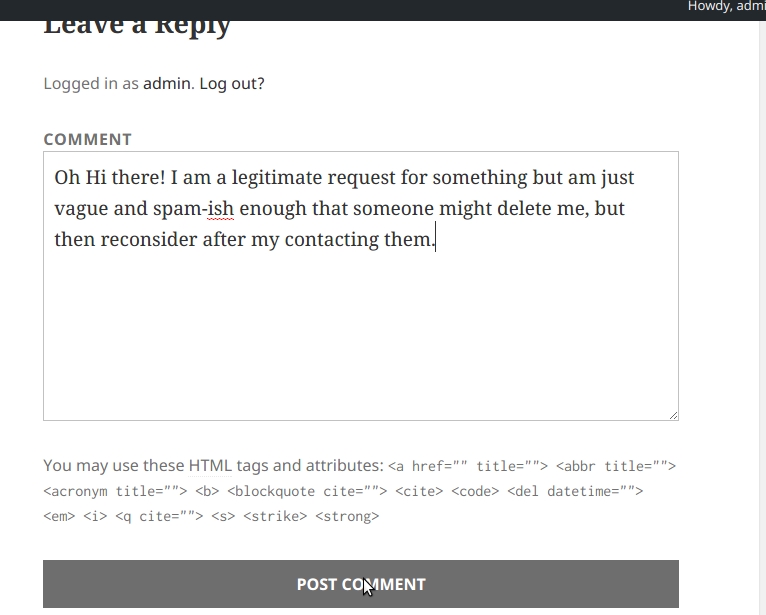 Howdy, admi
Leave a Reply
Logged in as admin. Log out?
COMMENT
Oh Hi there! I am a legitimate request for something but am just
vague and spam-ish enough that someone might delete me, but
then reconsider after my contacting them.
You may use these HTML tags and attributes: <a href="" title=""> <abbr title="">
<acronym title=""> <b> <blockquote cite=""> <cite> <code> <del datetime="">
<em> <i> <q cite=""> <s> <strike> <strong>
POST COMMENT